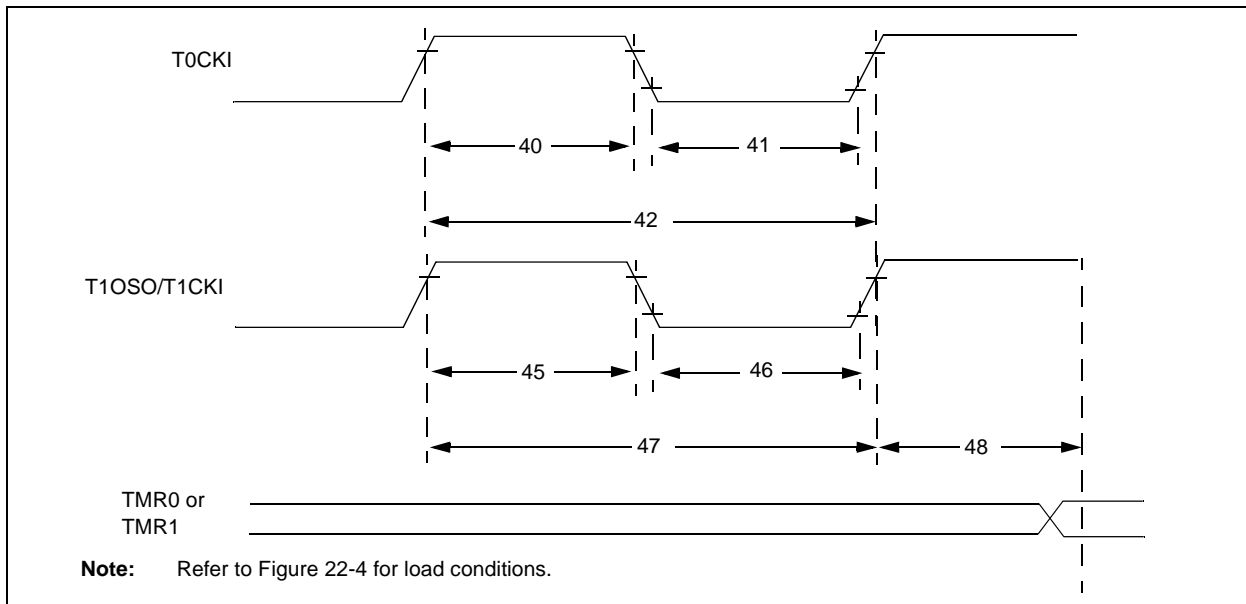 T0CKI
40
41
42
T1OSO/T1CKI
45
46
47
48
TMR0 or
TMR1
Note: Refer to Figure 22-4 for load conditions.